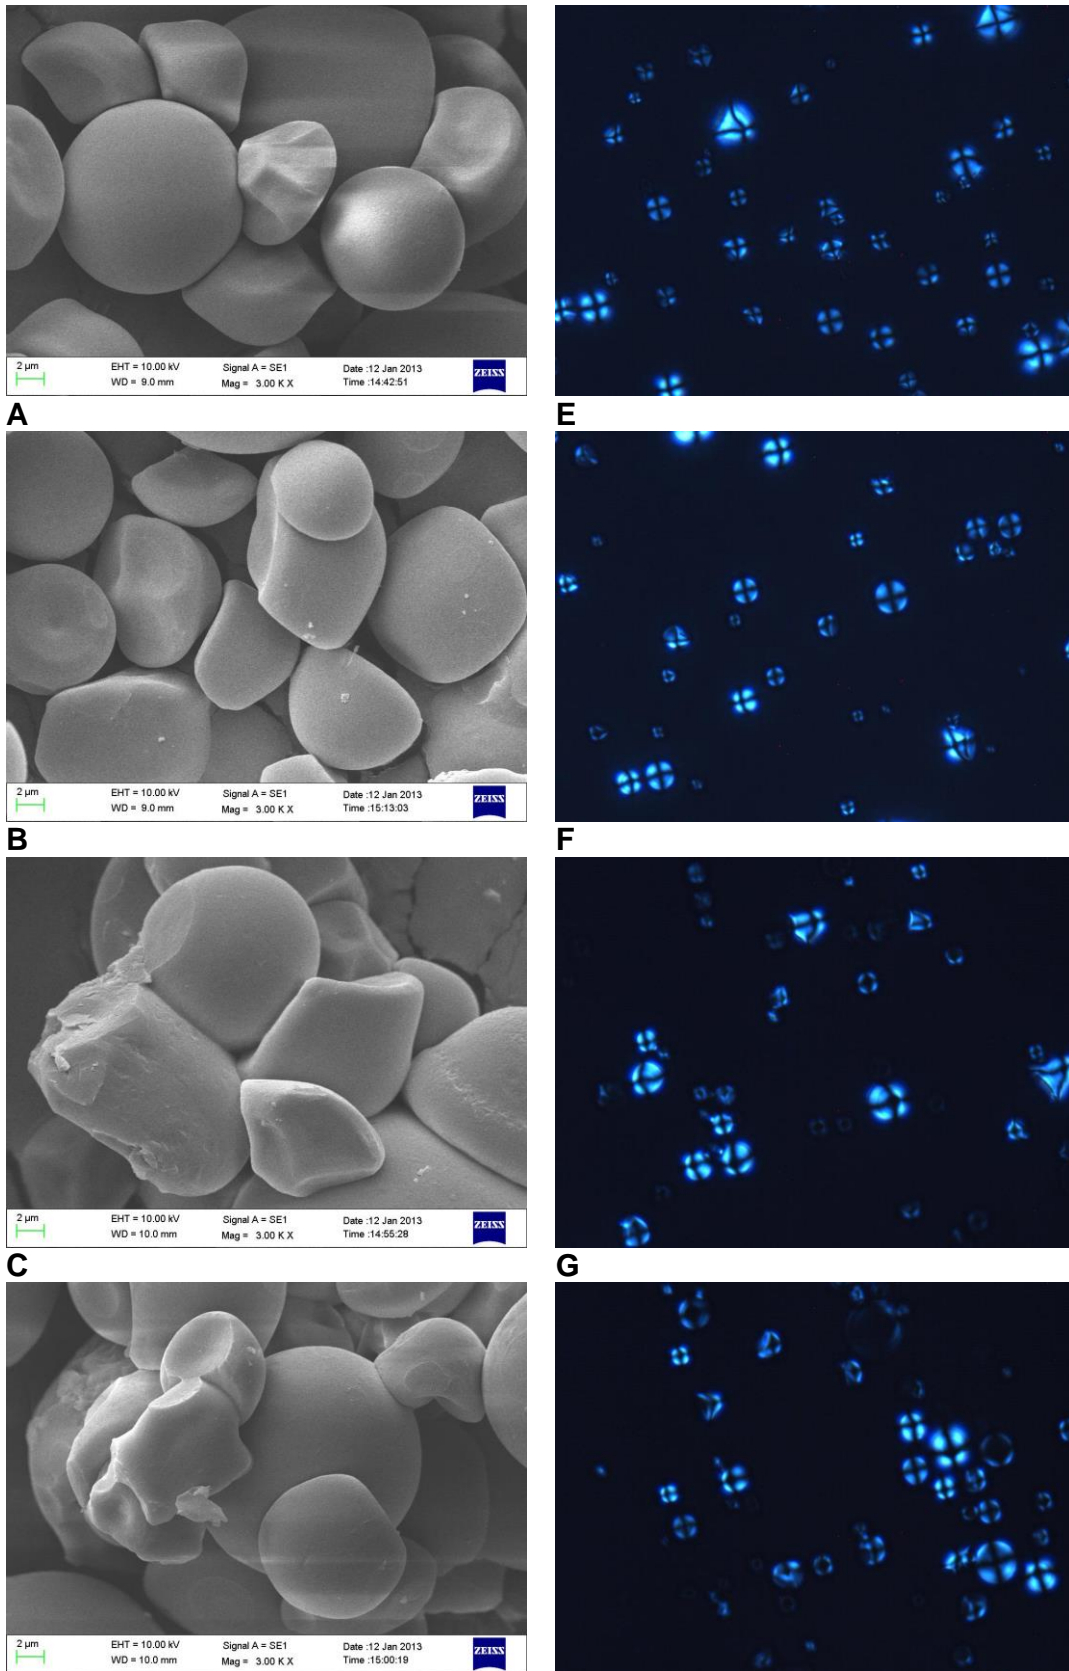 2 µm EHT = 10.00 kV Signal A = SE1 Date :12 Jan 2013 ZEISS
WD = 9.0 mm Mag = 3.00 K X Time :14:42:51
A E
2 µm EHT = 10.00 kV Signal A = SE1 Date :12 Jan 2013 ZEISS
WD = 9.0 mm Mag = 3.00 K X Time :15:13:03
B F
2 µm EHT = 10.00 kV Signal A = SE1 Date :12 Jan 2013 ZEISS
WD = 10.0 mm Mag = 3.00 K X Time :14:55:28
C G
2 µm EHT = 10.00 kV Signal A = SE1 Date :12 Jan 2013 ZEISS
WD = 10.0 mm Mag = 3.00 K X Time :15:00:19